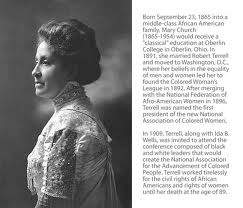 Born September 23, 1865 into a
middle-class African American
family, Mary Church
(1865-1954) would receive an
"classical" education at Oberlin
College in Oberlin, Ohio. In
1891, she married Robert Terrell
and moved to Washington, D.C.,
where her beliefs in the equality
of men and women led her to
found the Colored Woman's
League in 1892. After merging
with the National Federation of
Afro-American Women in 1896,
Terrell was named the first
president of the new National
Association of Colored Women.
In 1909, Terrell, along with Ida B.
Wells, was invited to attend the
conference composed of black
and white leaders that would
create the National Association
for the Advancement of Colored
People. Terrell worked tirelessly
for the civil rights of African
Americans and rights of women
until her death at the age of 89.